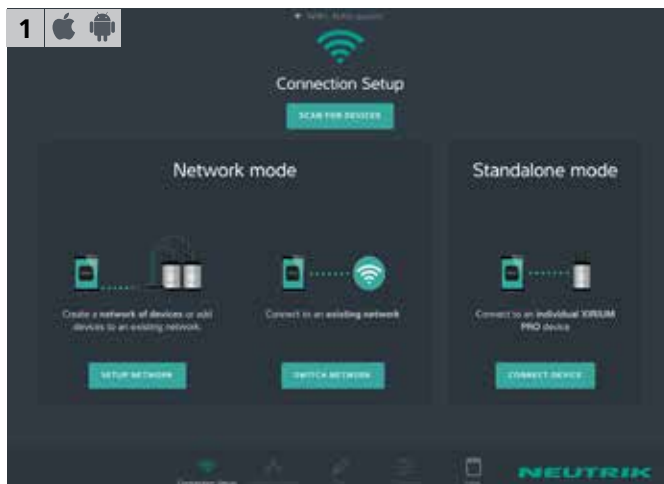 1
Connection Setup
SCAN FOR DEVICES
Network mode
Standalone mode
Create a network of devices or add
devices to an existing network.
Connect to an existing network
Connect to an individual XIRIUM
PRO device
SETUP NETWORK
SWITCH NETWORK
CONNECT DEVICE
Connection Setup
NEUTRIK